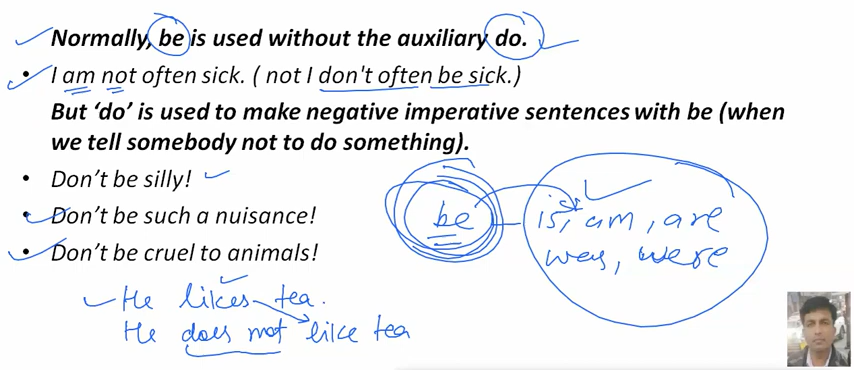 Normally, be is used without the auxiliary do.
• I am not often sick. ( not I don't often be sick.)
But ‘do’ is used to make negative imperative sentences with be (when
we tell somebody not to do something).
• Don’t be silly!
• Don’t be such a nuisance!
• Don’t be cruel to animals!
be is, am, are
was, were
He likes tea.
He does not like tea